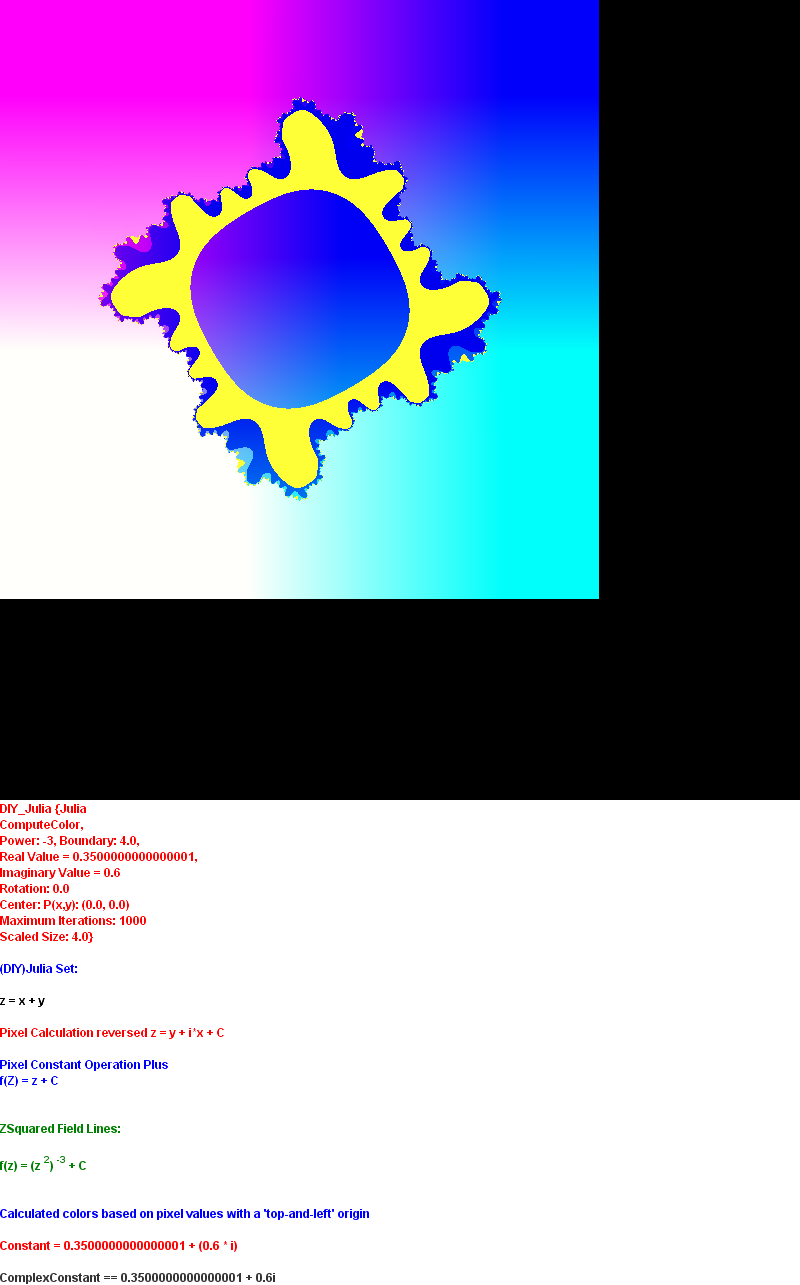 DIY_Julia {Julia
ComputeColor,
Power: -3, Boundary: 4.0,
Real Value = 0.3500000000000001,
Imaginary Value = 0.6
Rotation: 0.0
Center: P(x,y): (0.0, 0.0)
Maximum Iterations: 1000
Scaled Size: 4.0}
(DIY)Julia Set:
z = x + y
Pixel Calculation reversed z = y + i*x + C
Pixel Constant Operation Plus
f(Z) = z + C
ZSquared Field Lines:
f(z) = (z 2) -3 + C
Calculated colors based on pixel values with a 'top-and-left' origin
Constant = 0.3500000000000001 + (0.6 * i)
ComplexConstant == 0.3500000000000001 + 0.6i